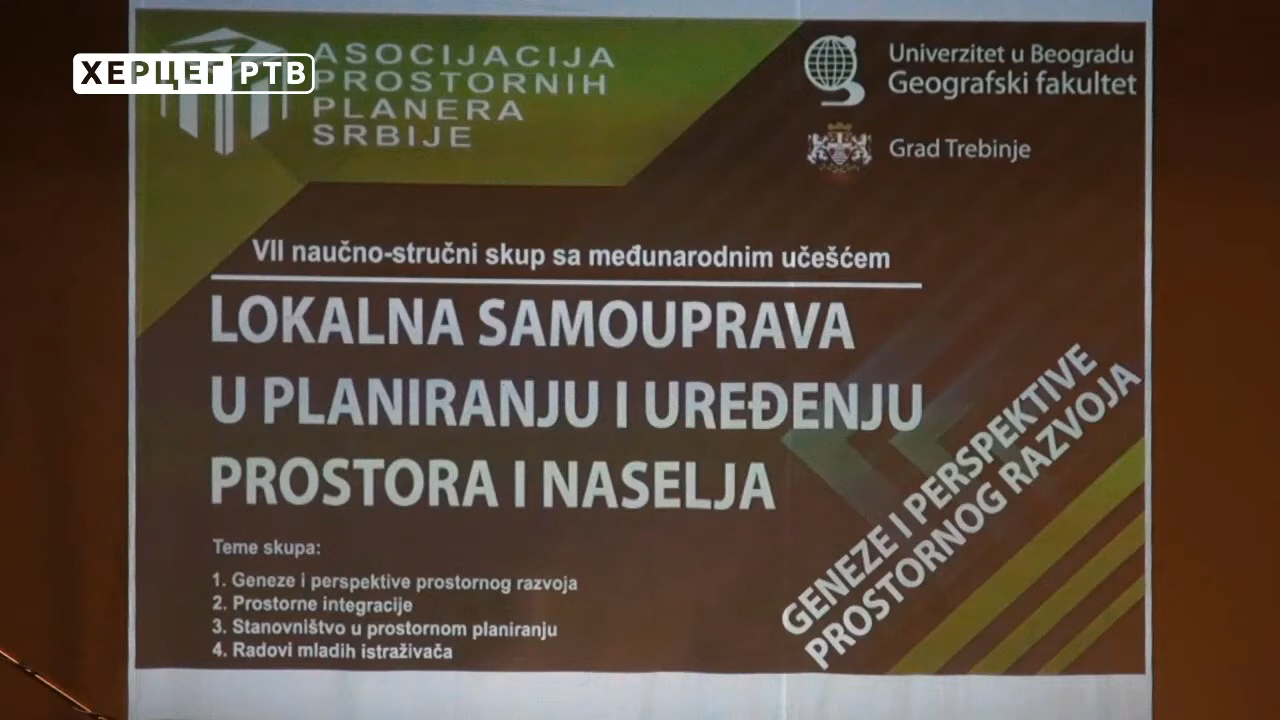 ХЕРЦЕГ РТВ
ASOCIJACIJA
PROSTORNIH
PLANERA
SRBIJE
Univerzitet u Beogradu
Geografski fakultet
Grad Trebinje
VII naučno-stručni skup sa međunarodnim učešćem
LOKALNA SAMOUPRAVA
U PLANIRANJU I UREĐENJU
PROSTORA I NASELJA
Teme skupa:
1. Geneze i perspektive prostornog razvoja
2. Prostorne integracije
3. Stanovništvo u prostornom planiranju
4. Radovi mladih istraživača
GENEZE I PERSPEKTIVE
PROSTORNOG RAZVOJA